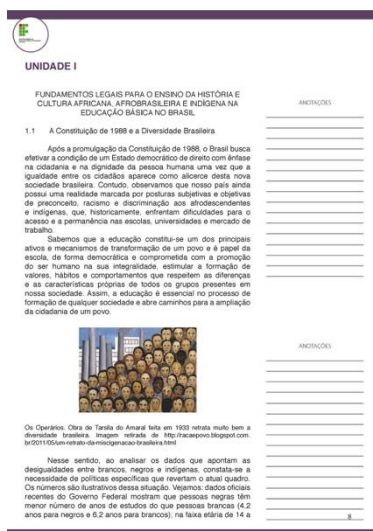 UNIDADE I
FUNDAMENTOS LEGAIS PARA O ENSINO DA HISTÓRIA E
CULTURA AFRICANA, AFROBRASILEIRA E INDÍGENA NA
EDUCAÇÃO BÁSICA NO BRASIL
1.1 A Constituição de 1988 e a Diversidade Brasileira
Após a promulgação da Constituição de 1988, o Brasil busca
efetivar a condição de um Estado democrático de direito com ênfase
na cidadania e na dignidade da pessoa humana uma vez que a
igualdade entre os cidadãos aparece como alicerce desta nova
sociedade brasileira. Contudo, observamos que nosso país ainda
possui uma realidade marcada por posturas subjetivas e objetivas
de preconceito, racismo e discriminação aos afrodescendentes
e indígenas, que, historicamente, enfrentam dificuldades para o
acesso e a permanência nas escolas, universidades e mercado de
trabalho.
Sabemos que a educação constitui-se um dos principais
ativos e mecanismos de transformação de um povo e é papel da
escola, de forma democrática e comprometida com a promoção
do ser humano na sua integralidade, estimular a formação de
valores, hábitos e comportamentos que respeitem as diferenças
e as características próprias de todos os grupos presentes em
nossa sociedade. Assim, a educação é essencial no processo de
formação de qualquer sociedade e abre caminhos para a ampliação
da cidadania de um povo.
Os Operários. Obra de Tarsila do Amaral feita em 1933 retrata muito bem a
diversidade brasileira. Imagem retirada de http://racaepovo.blogspot.com.
br/2011/05/um-retrato-da-miscigenacao-brasileira.html
Nesse sentido, ao analisar os dados que apontam as
desigualdades entre brancos, negros e indígenas, constata-se a
necessidade de políticas específicas que revertam o atual quadro.
Os números são ilustrativos dessa situação. Vejamos: dados oficiais
recentes do Governo Federal mostram que pessoas negras têm
menor número de anos de estudo do que pessoas brancas (4,2
anos para negros e 6,2 anos para brancos); na faixa etária de 14 a
ANOTAÇÕES
ANOTAÇÕES